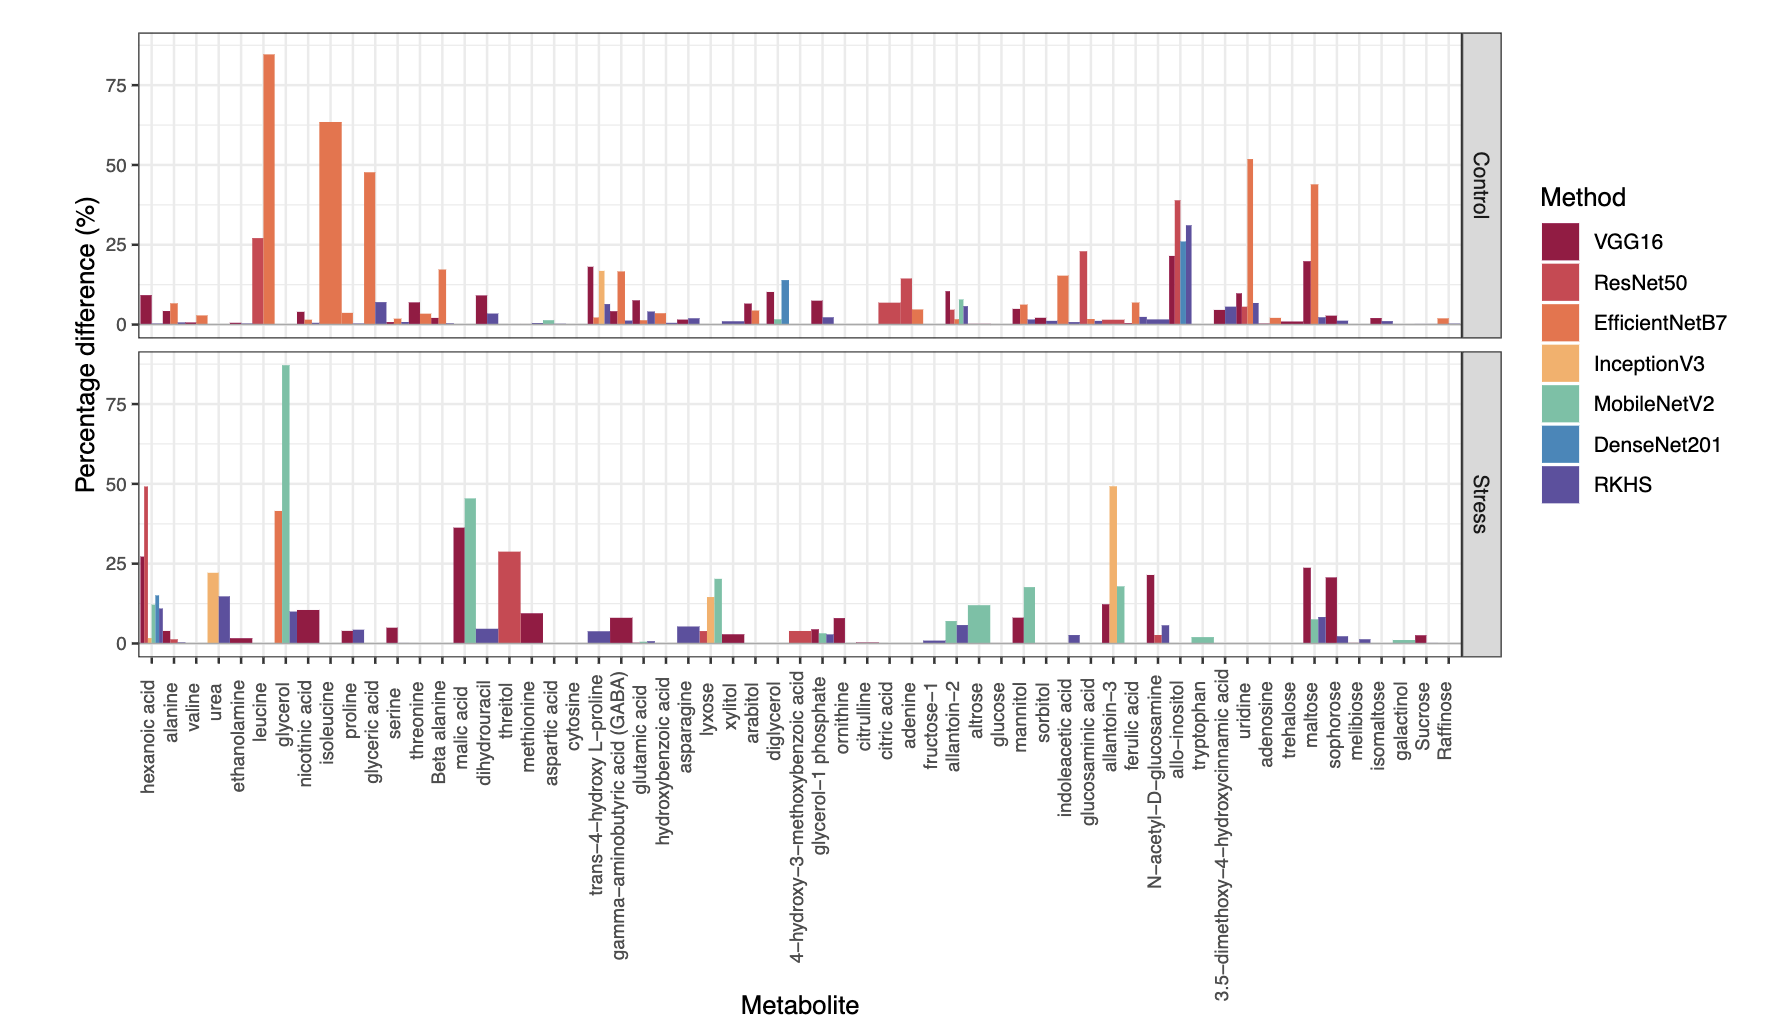 Percentage difference (%)
75
50
25
0
Control
75
50
25
0
Stress
hexanoic acid
alanine
valine
urea
ethanolamine
leucine
glycerol
nicotinic acid
isoleucine
proline
glyceric acid
serine
threonine
Beta alanine
malic acid
dihydrouracil
threitol
methionine
aspartic acid
cytosine
trans−4−hydroxy L−proline
gamma−aminobutyric acid (GABA)
glutamic acid
hydroxybenzoic acid
asparagine
lyxose
xylitol
arabitol
diglycerol
4−hydroxy−3−methoxybenzoic acid
glycerol−1 phosphate
ornithine
citrulline
citric acid
adenine
fructose−1
allantoin−2
altrose
glucose
mannitol
sorbitol
indoleacetic acid
glucosaminic acid
allantoin−3
ferulic acid
N−acetyl−D−glucosamine
allo−inositol
tryptophan
3.5−dimethoxy−4−hydroxycinnamic acid
uridine
adenosine
trehalose
maltose
sophorose
melibiose
isomaltose
galactinol
Sucrose
Raffinose
Metabolite
Method
VGG16
ResNet50
EfficientNetB7
InceptionV3
MobileNetV2
DenseNet201
RKHS